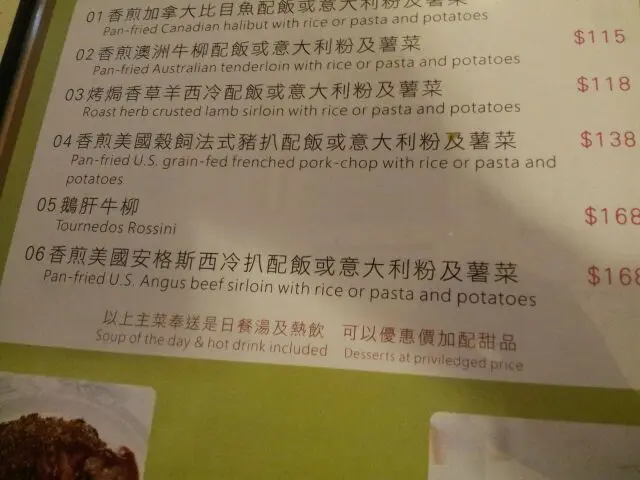 01 香煎加拿大比目魚配飯或意大利粉及薯菜
Pan-fried Canadian halibut with rice or pasta and potatoes
$115
02 香煎澳洲牛柳配飯或意大利粉及薯菜
Pan-fried Australian tenderloin with rice or pasta and potatoes
$118
03 烤焗香草羊西冷配飯或意大利粉及薯菜
Roast herb crusted lamb sirloin with rice or pasta and potatoes
$138
04 香煎美國穀飼法式豬扒配飯或意大利粉及薯菜
Pan-fried U.S. grain-fed frenched pork-chop with rice or pasta and
potatoes
05 鵝肝牛柳
$168
Tournedos Rossini
06 香煎美國安格斯西冷扒配飯或意大利粉及薯菜
$168
Pan-fried U.S. Angus beef sirloin with rice or pasta and potatoes
以上主菜奉送是日餐湯及熱飲 可以優惠價加配甜品
Soup of the day & hot drink included Desserts at priviledged price